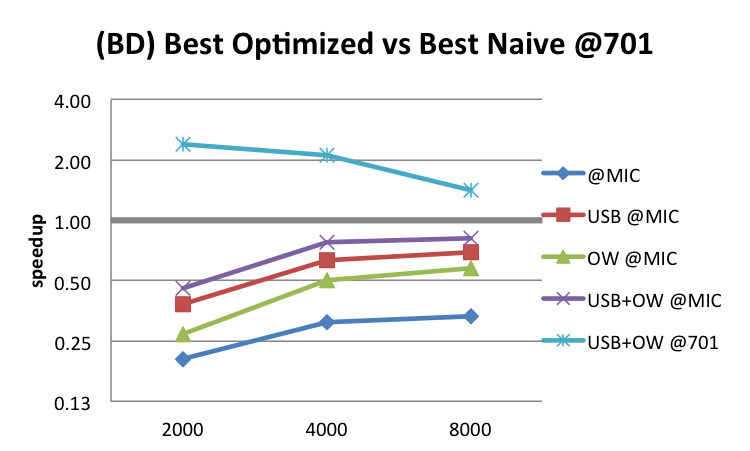 (BD) Best Optimized vs Best Naive @701
4.00
2.00
1.00
0.50
0.25
0.13
speedup
2000 4000 8000
@MIC
USB @MIC
OW @MIC
USB+OW @MIC
USB+OW @701